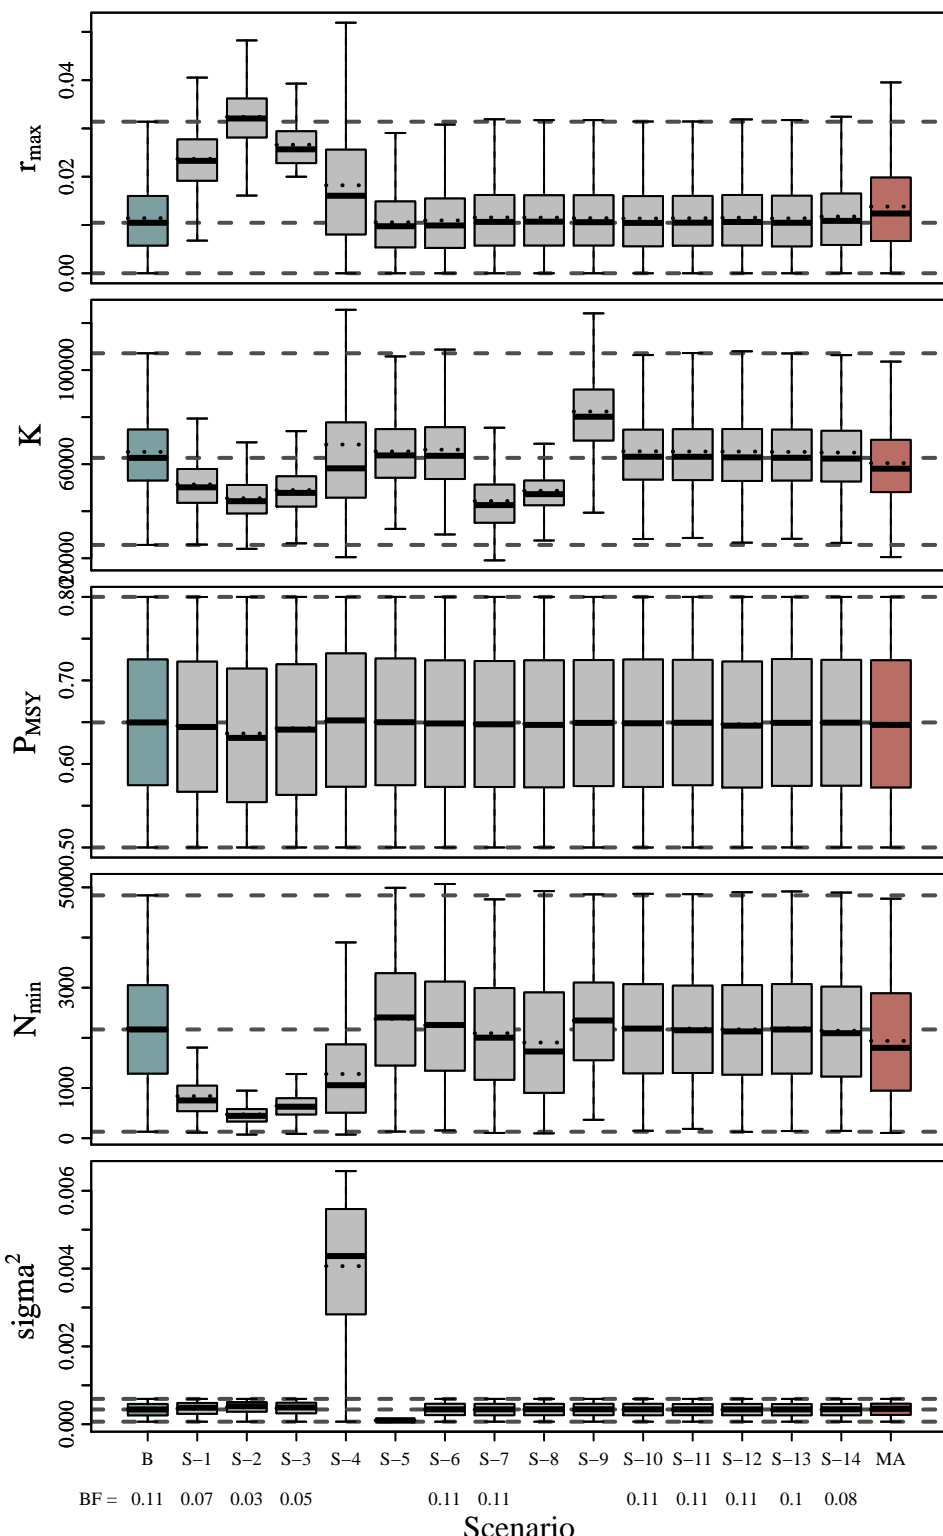 r_max
0.00 0.02 0.04
K
20000 60000 100000
P_MSY
0.50 0.60 0.70 0.80
N_min
0 1000 3000 5000
sigma²
0.000 0.002 0.004 0.006
B S−1 S−2 S−3 S−4 S−5 S−6 S−7 S−8 S−9 S−10 S−11 S−12 S−13 S−14 MA
BF = 0.11 0.07 0.03 0.05 0.11 0.11 0.11 0.11 0.11 0.1 0.08
Scenario